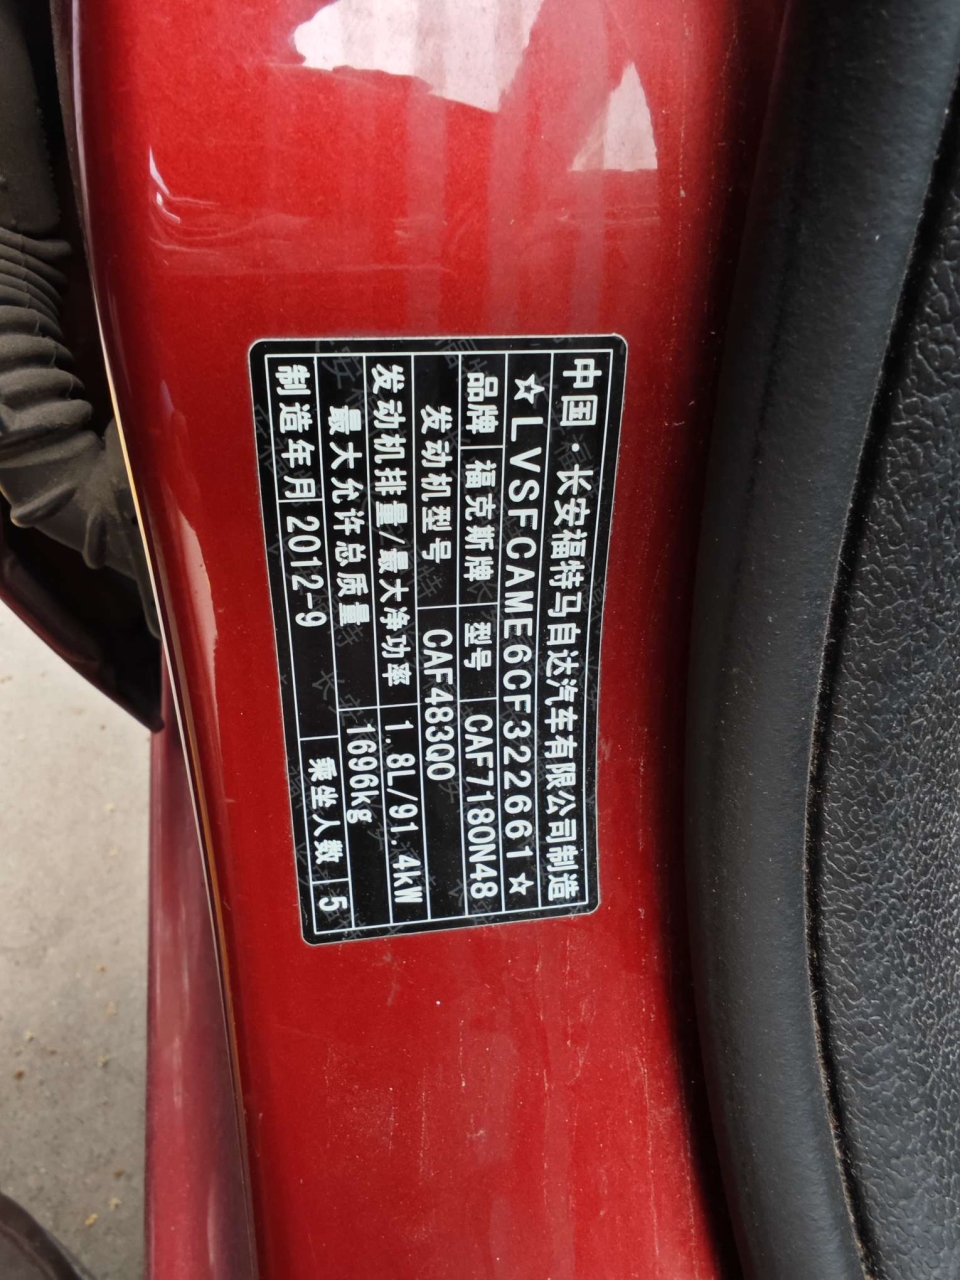 中国·长安福特马自达汽车有限公司制造
☆LVSFCAME6CF322661☆
品牌 福克斯牌 型号 CAF7180N48
发动机型号 CAF483Q0
发动机排量/最大净功率 1.8L/91.4kW
最大允许总质量 1696kg
制造年月 2012-9 乘坐人数 5